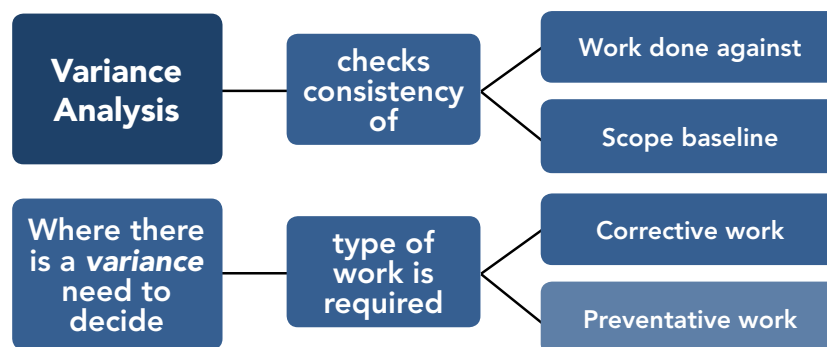 Variance
Analysis
checks
consistency
of
Work done against
Scope baseline
Where there
is a variance
need to
decide
type of
work is
required
Corrective work
Preventative work